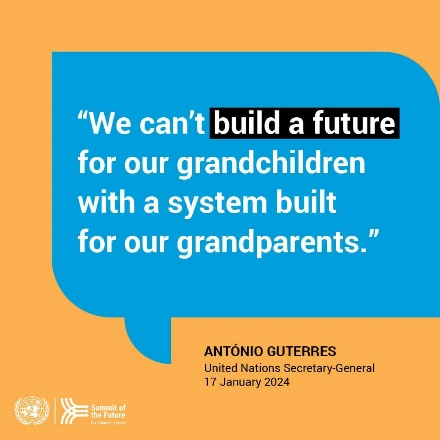 “We can’t build a future
for our grandchildren
with a system built
for our grandparents.”
ANTÓNIO GUTERRES
United Nations Secretary-General
17 January 2024
Summit of
the Future